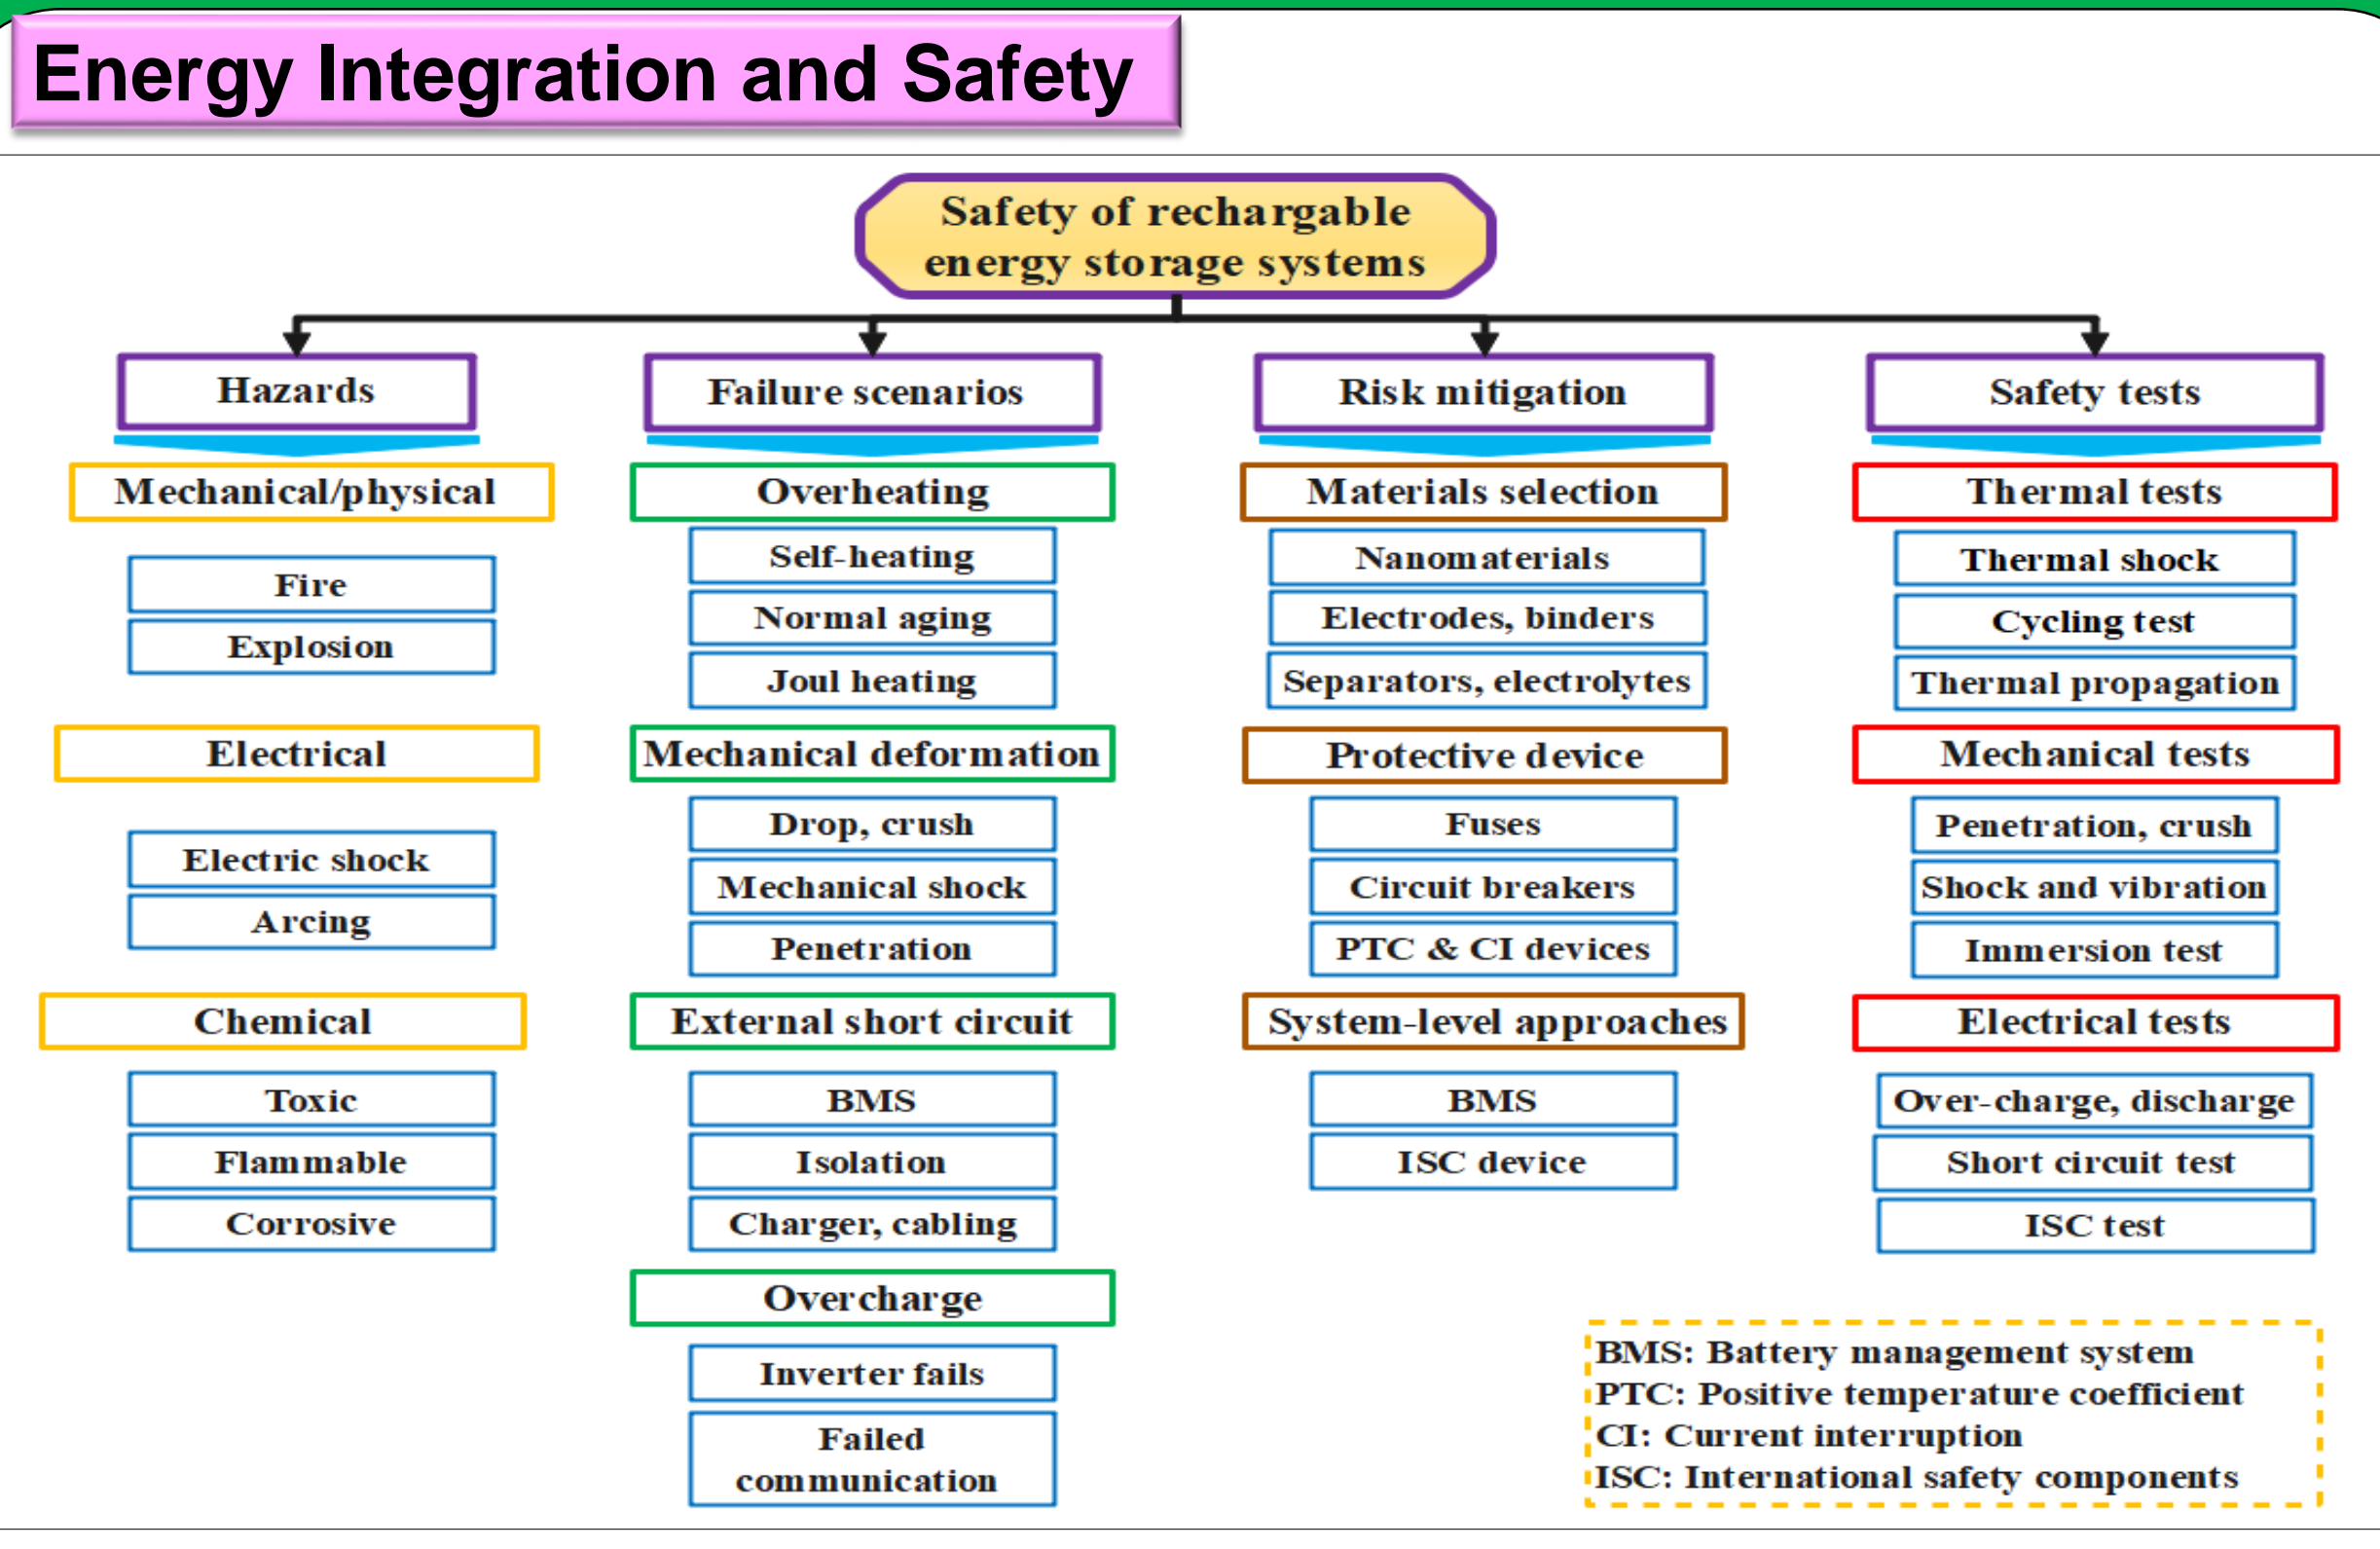 Energy Integration and Safety
Safety of rechargable
energy storage systems
Hazards
Mechanical/physical
Fire
Explosion
Electrical
Electric shock
Arcing
Chemical
Toxic
Flammable
Corrosive
Failure scenarios
Overheating
Self-heating
Normal aging
Joul heating
Mechanical deformation
Drop, crush
Mechanical shock
Penetration
External short circuit
BMS
Isolation
Charger, cabling
Overcharge
Inverter fails
Failed
communication
Risk mitigation
Materials selection
Nanomaterials
Electrodes, binders
Separators, electrolytes
Protective device
Fuses
Circuit breakers
PTC & CI devices
System-level approaches
BMS
ISC device
Safety tests
Thermal tests
Thermal shock
Cycling test
Thermal propagation
Mechanical tests
Penetration, crush
Shock and vibration
Immersion test
Electrical tests
Over-charge, discharge
Short circuit test
ISC test
BMS: Battery management system
PTC: Positive temperature coefficient
CI: Current interruption
ISC: International safety components